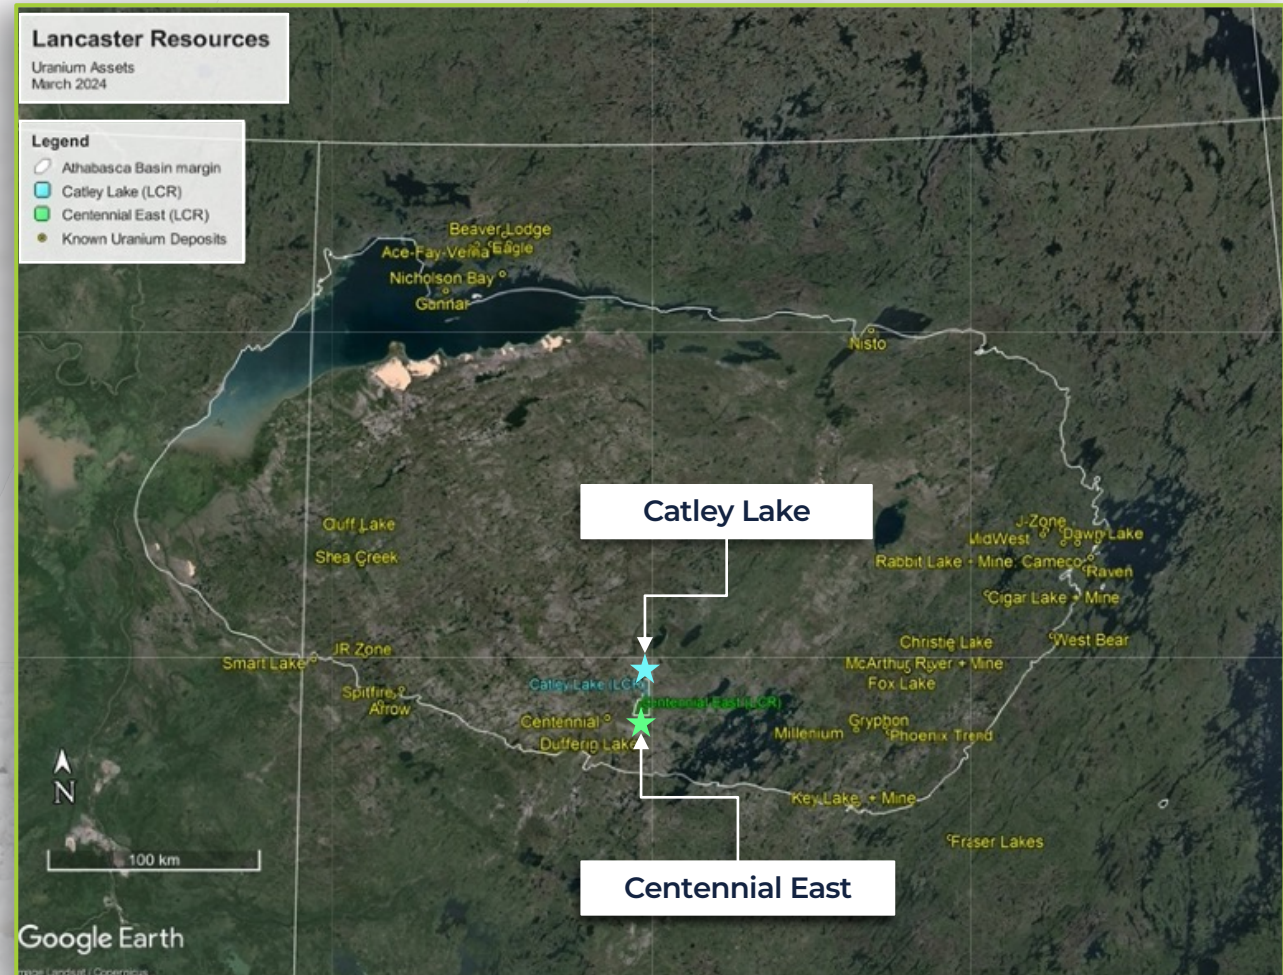 Lancaster Resources
Uranium Assets
March 2024
Legend
Athabasca Basin margin
Catley Lake (LCR)
Centennial East (LCR)
Known Uranium Deposits
Beaver Lodge
Ace-Fay-Verna Eagle
Nicholson Bay
Gunnar
Nisto
Catley Lake
Cluff Lake
Shea Creek
J-Zone
MidWest
Dawn Lake
Rabbit Lake + Mine, Cameco
Raven
Cigar Lake + Mine
Christie Lake
West Bear
JR Zone
Smart Lake
McArthur River + Mine
Fox Lake
Catley Lake (LCR)
Spitfire
Arrow
Centennial East (LCR)
Centennial
Gryphon
Millenium
Phoenix Trend
Dufferin Lake
Key Lake + Mine
Fraser Lakes
N
100 km
Centennial East
Google Earth
Image Landsat / Copernicus